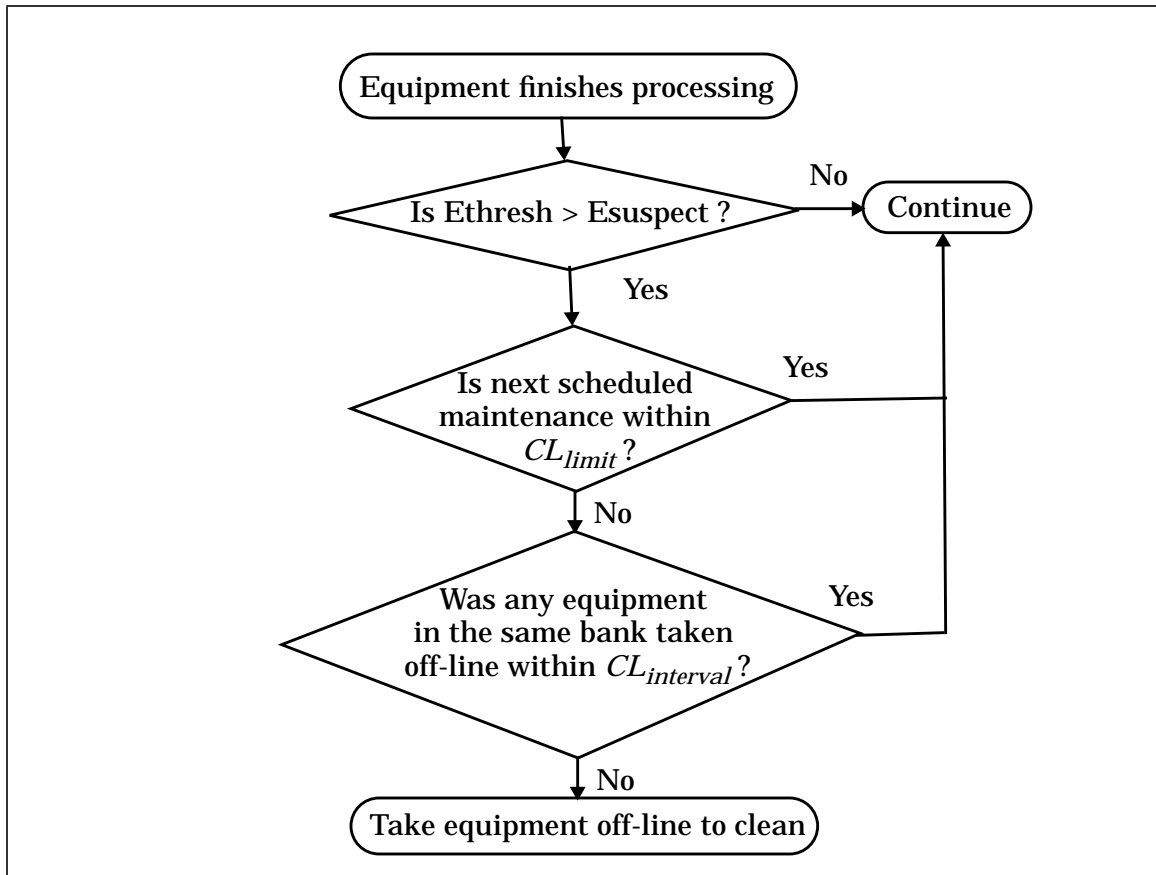 Equipment finishes processing
No
Is Ethresh > Esuspect ?
Continue
Yes
Yes
Is next scheduled
maintenance within
CLlimit ?
No
Yes
Was any equipment
in the same bank taken
off-line within CLinterval ?
No
Take equipment off-line to clean